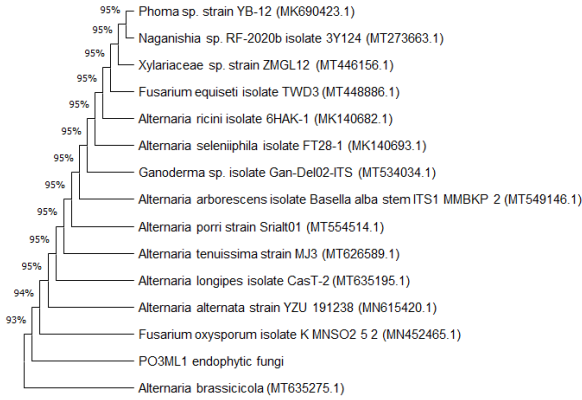 95%
Phoma sp. strain YB-12 (MK690423.1)
95%
Naganishia sp. RF-2020b isolate 3Y124 (MT273663.1)
95%
Xylariaceae sp. strain ZMGL12 (MT446156.1)
95%
Fusarium equiseti isolate TWD3 (MT448886.1)
95%
Alternaria ricini isolate 6HAK-1 (MK140682.1)
95%
Alternaria seleniiphila isolate FT28-1 (MK140693.1)
95%
Ganoderma sp. isolate Gan-Del02-ITS (MT534034.1)
95%
Alternaria arborescens isolate Basella alba stem ITS1 MMBKP 2 (MT549146.1)
95%
Alternaria porri strain Srialt01 (MT554514.1)
95%
Alternaria tenuissima strain MJ3 (MT626589.1)
95%
Alternaria longipes isolate CasT-2 (MT635195.1)
94%
Alternaria alternata strain YZU 191238 (MN615420.1)
93%
Fusarium oxysporum isolate K MNSO2 5 2 (MN452465.1)
PO3ML1 endophytic fungi
Alternaria brassicicola (MT635275.1)